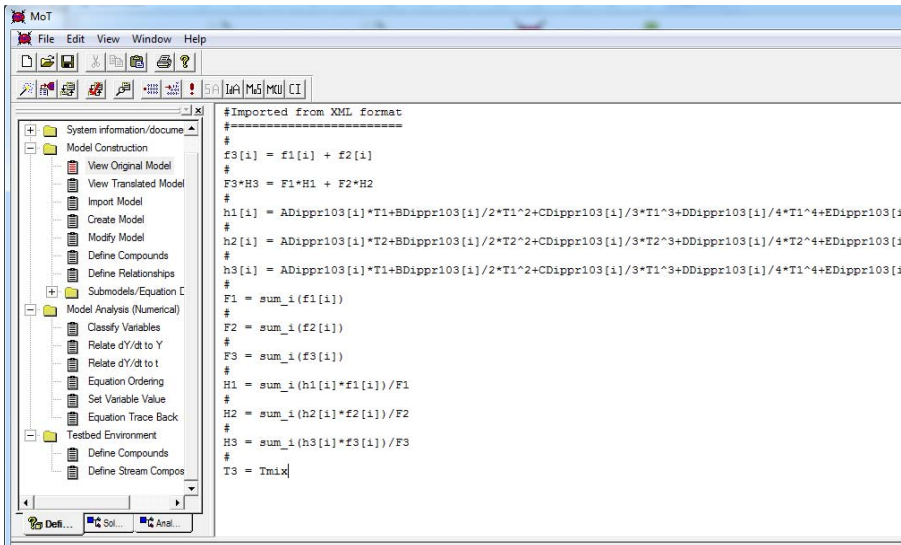 MoT
File Edit View Window Help
SA IaA MoS MCU CI
System infomation/docume
Model Construction
View Original Model
View Translated Model
Import Model
Create Model
Modify Model
Define Compounds
Define Relationships
Submodels/Equation D
Model Analysis (Numerical)
Classify Variables
Relate dY/dt to Y
Relate dY/dt to t
Equation Ordering
Set Variable Value
Equation Trace Back
Testbed Environment
Define Compounds
Define Stream Compos
Defi... Sol... Anal...
#Imported from XML format
#=========================
#
f3[i] = f1[i] + f2[i]
#
F3*H3 = F1*H1 + F2*H2
#
h1[i] = ADippr103[i]*T1+BDippr103[i]/2*T1^2+CDippr103[i]/3*T1^3+DDippr103[i]/4*T1^4+EDippr103[i
#
h2[i] = ADippr103[i]*T2+BDippr103[i]/2*T2^2+CDippr103[i]/3*T2^3+DDippr103[i]/4*T2^4+EDippr103[i
#
h3[i] = ADippr103[i]*T1+BDippr103[i]/2*T1^2+CDippr103[i]/3*T1^3+DDippr103[i]/4*T1^4+EDippr103[i
#
F1 = sum_i(f1[i])
#
F2 = sum_i(f2[i])
#
F3 = sum_i(f3[i])
#
H1 = sum_i(h1[i]*f1[i])/F1
#
H2 = sum_i(h2[i]*f2[i])/F2
#
H3 = sum_i(h3[i]*f3[i])/F3
#
T3 = Tmix